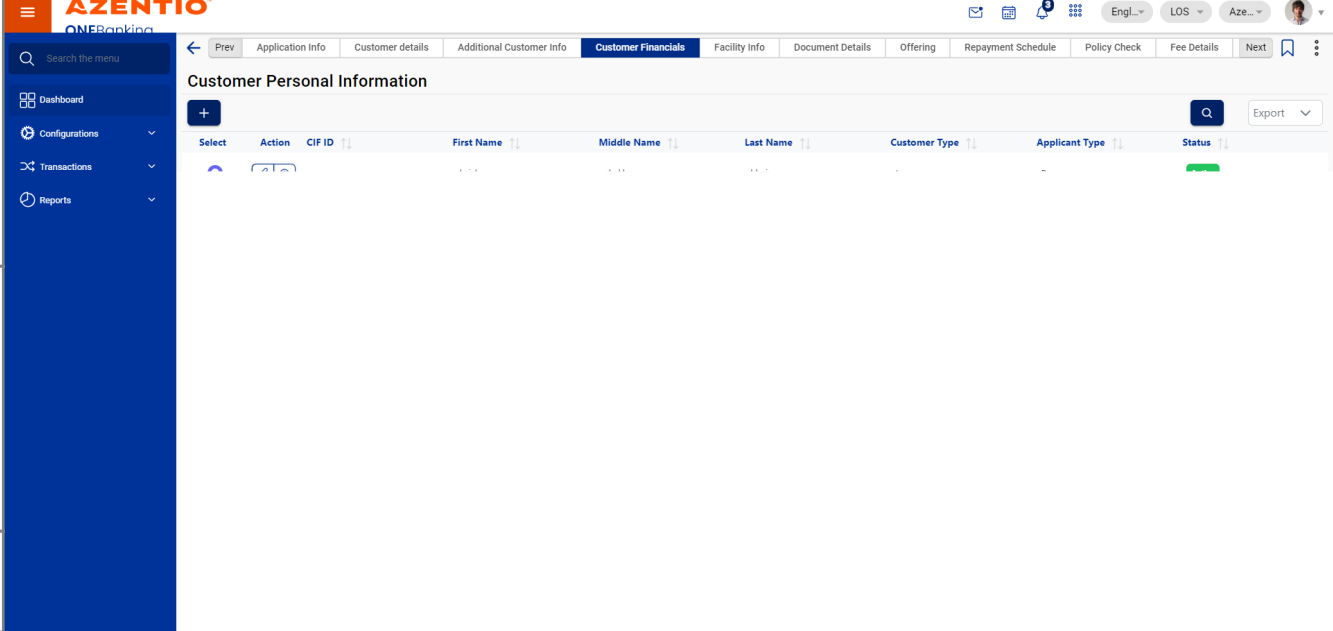 AZENTIO
ONEBanking
3
Engl...
LOS
Aze...
Search the menu
Dashboard
Configurations
Transactions
Reports
Prev
Application Info
Customer details
Additional Customer Info
Customer Financials
Facility Info
Document Details
Offering
Repayment Schedule
Policy Check
Fee Details
Next
Customer Personal Information
+
Export
Select
Action
CIF ID
First Name
Middle Name
Last Name
Customer Type
Applicant Type
Status